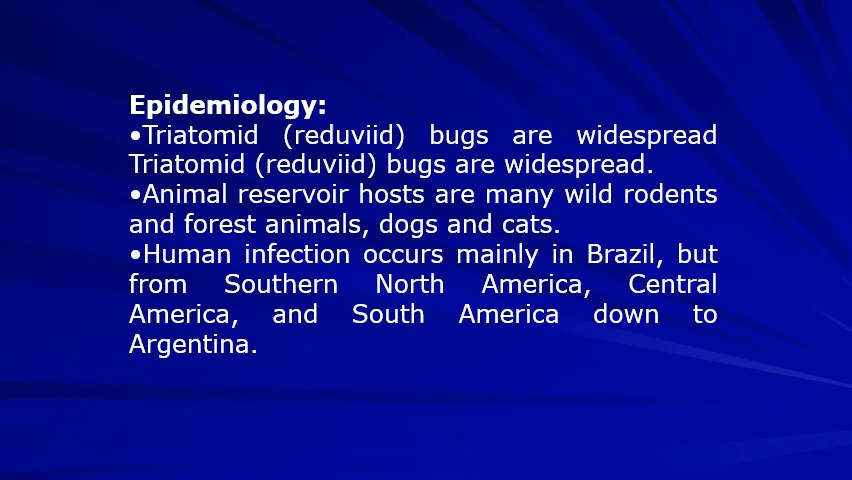 Epidemiology:
•Triatomid (reduviid) bugs are widespread
Triatomid (reduviid) bugs are widespread.
•Animal reservoir hosts are many wild rodents
and forest animals, dogs and cats.
•Human infection occurs mainly in Brazil, but
from Southern North America, Central
America, and South America down to
Argentina.